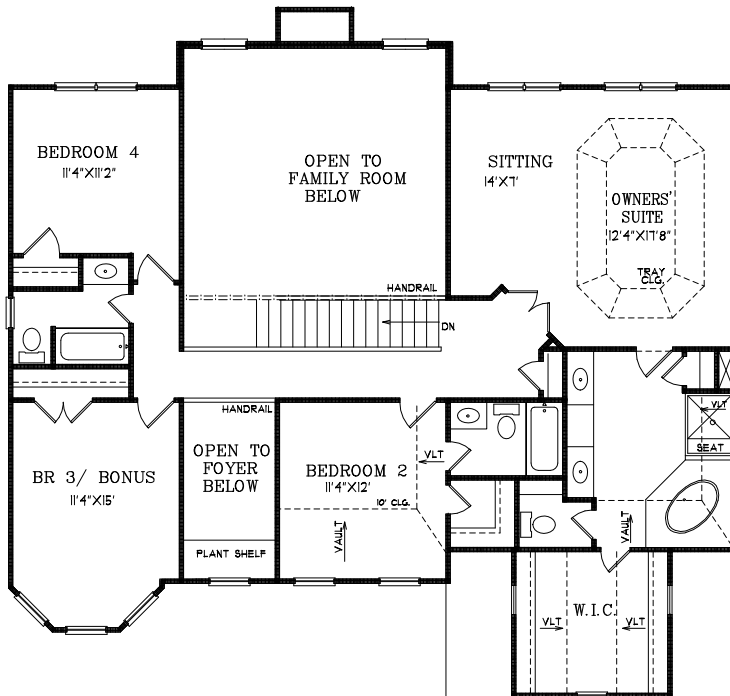 BEDROOM 4
11'4"X11'2"
OPEN TO
FAMILY ROOM
BELOW
SITTING
14'X7'
OWNERS'
SUITE
12'4"X17'8"
TRAY
CLG.
HANDRAIL
DN
HANDRAIL
OPEN TO
FOYER
BELOW
PLANT SHELF
BR 3/ BONUS
11'4"X15'
BEDROOM 2
11'4"X12'
10' CLG.
VLT
VAULT
VLT
SEAT
VAULT
W.I.C.
VLT
VLT